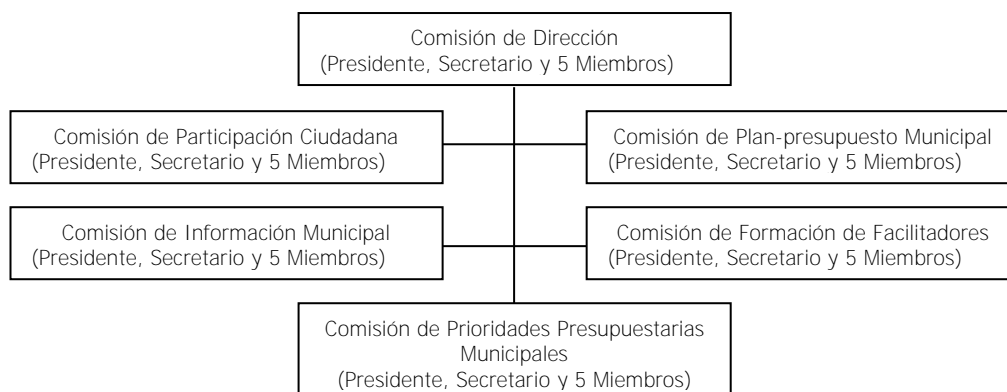 Comisión de Dirección
(Presidente, Secretario y 5 Miembros)
Comisión de Participación Ciudadana
(Presidente, Secretario y 5 Miembros)
Comisión de Plan-presupuesto Municipal
(Presidente, Secretario y 5 Miembros)
Comisión de Información Municipal
(Presidente, Secretario y 5 Miembros)
Comisión de Formación de Facilitadores
(Presidente, Secretario y 5 Miembros)
Comisión de Prioridades Presupuestarias
Municipales
(Presidente, Secretario y 5 Miembros)